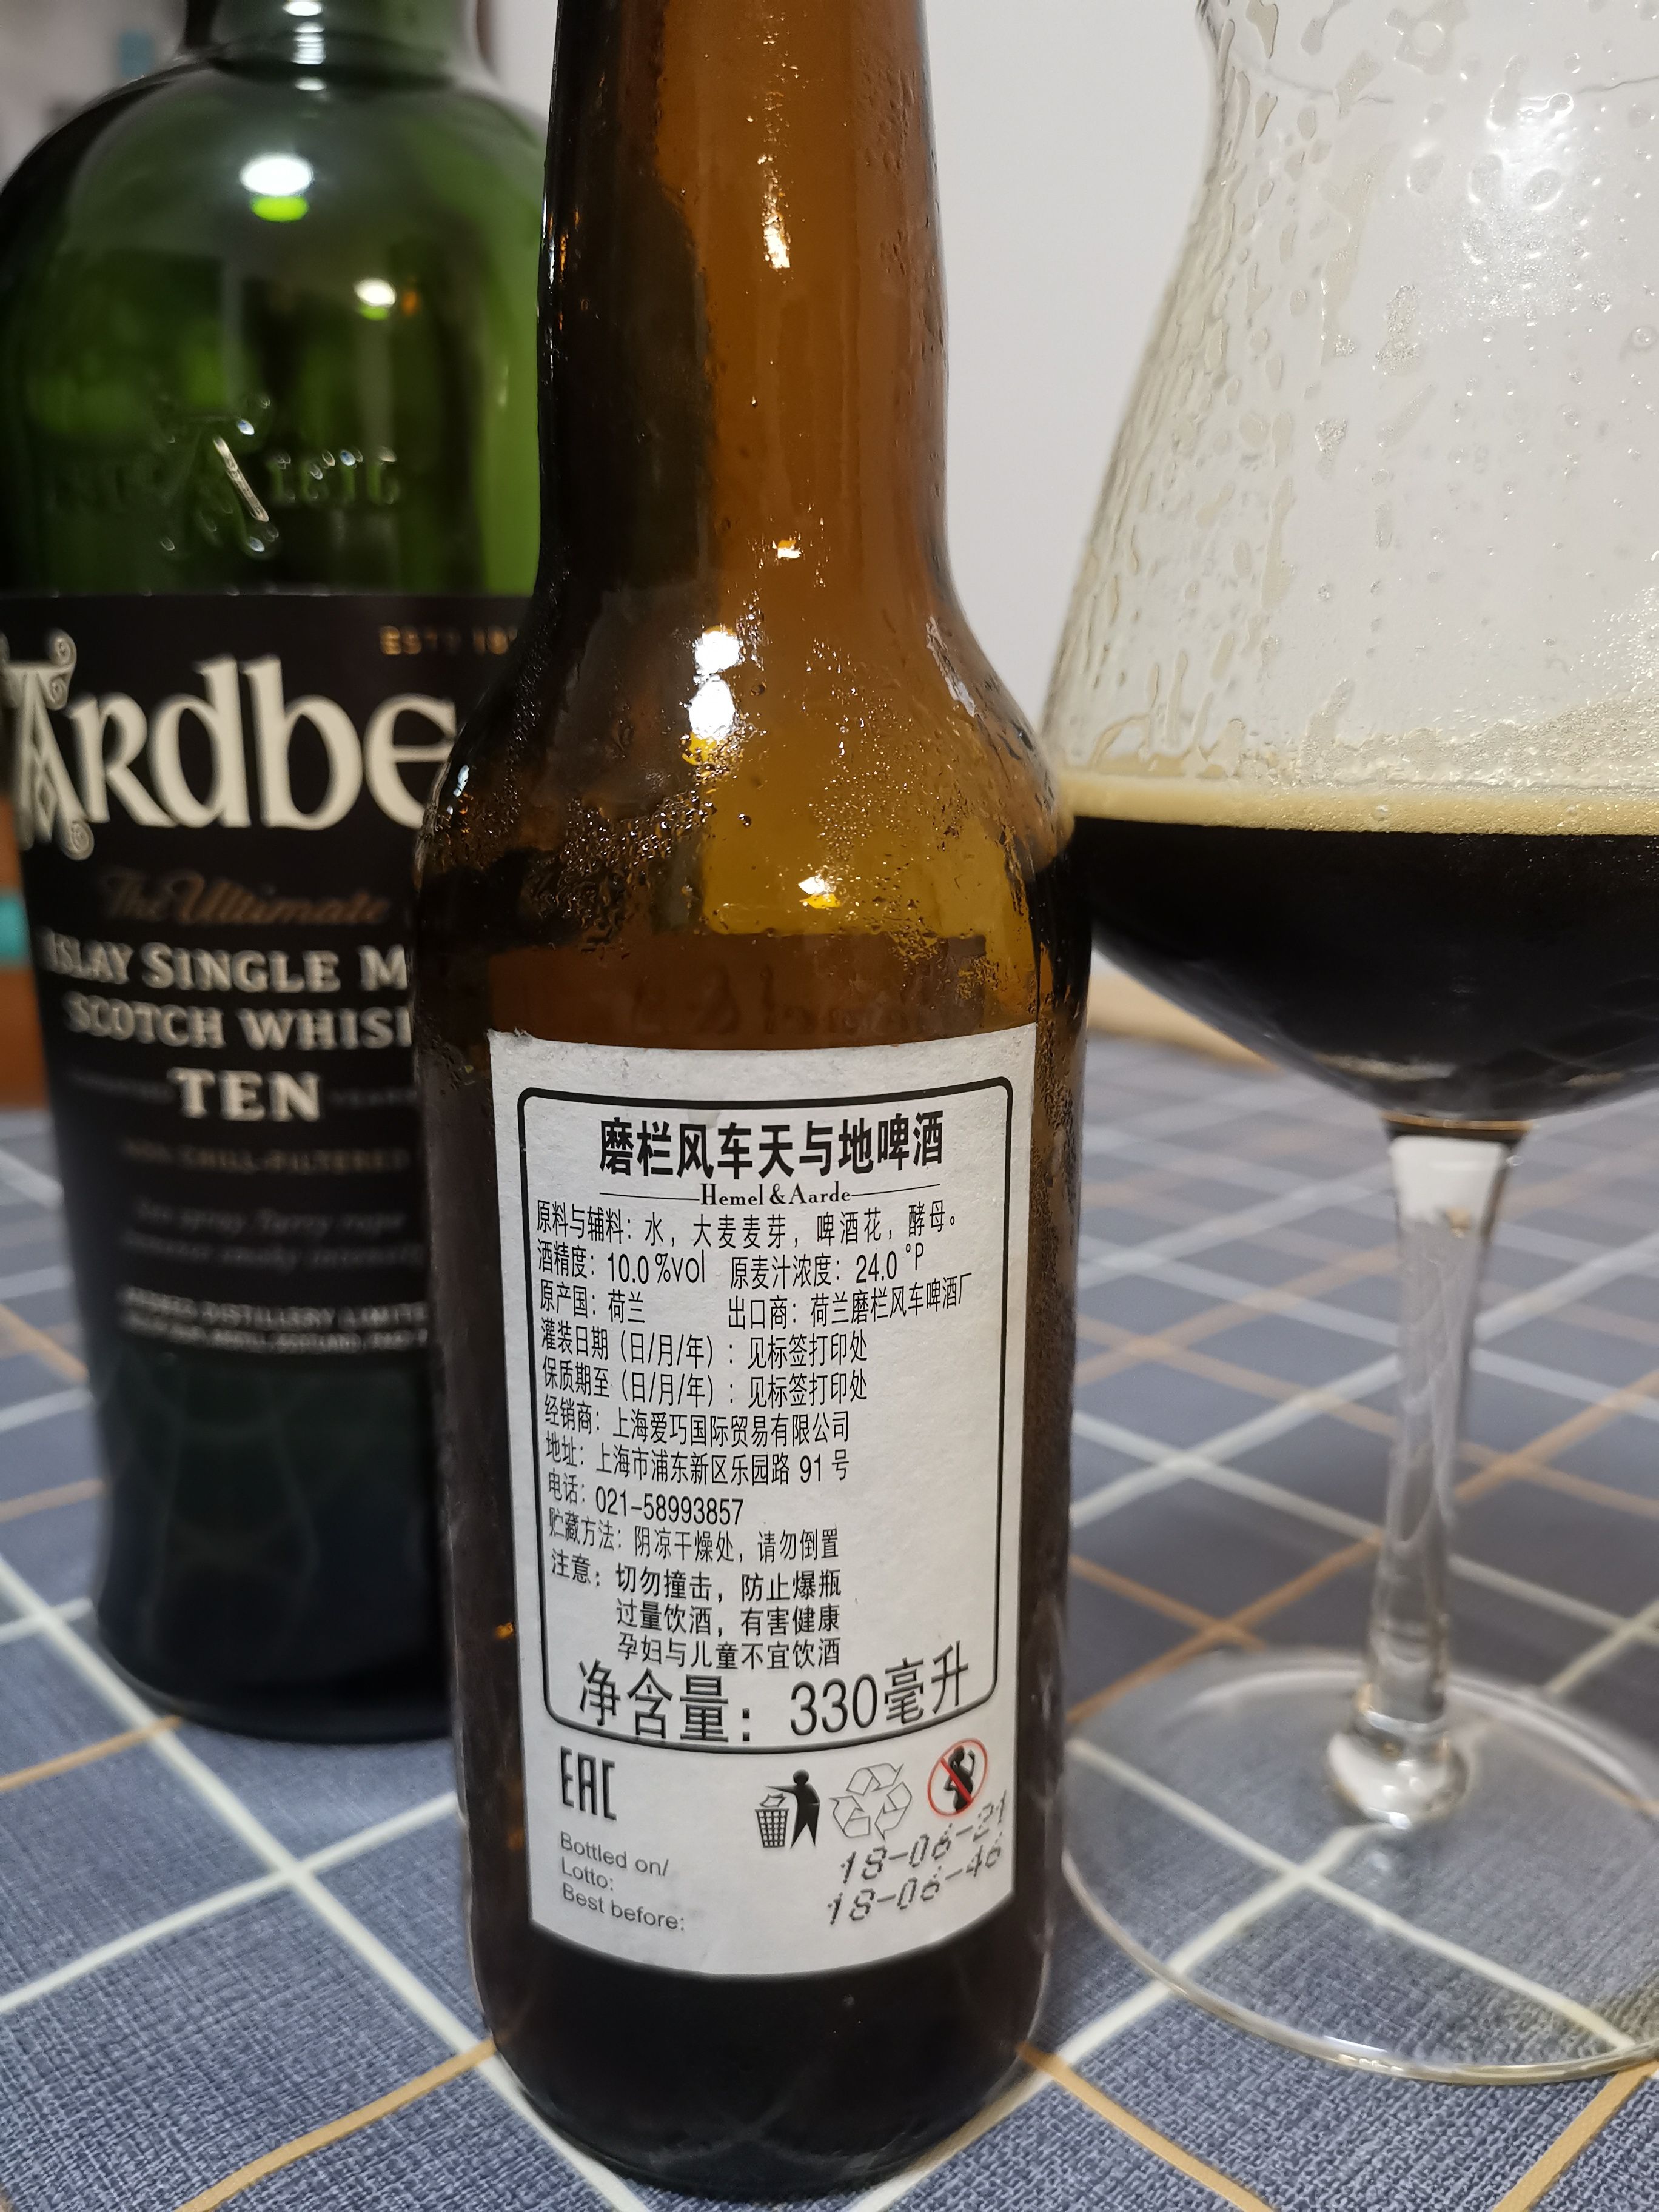 ESTD
Ardbe
The Ultimate
ISLAY SINGLE M
SCOTCH WHIS
TEN
NON CHILL-FILTERED
磨栏风车天与地啤酒
Hemel & Aarde
原料与辅料：水，大麦麦芽，啤酒花，酵母。
酒精度：10.0%vol 原麦汁浓度：24.0 °P
原产国：荷兰 出口商：荷兰磨栏风车啤酒厂
灌装日期（日/月/年）：见标签打印处
保质期至（日/月/年）：见标签打印处
经销商：上海爱巧国际贸易有限公司
地址：上海市浦东新区乐园路 91 号
电话：021-58993857
贮藏方法：阴凉干燥处，请勿倒置
注意：切勿撞击，防止爆瓶
过量饮酒，有害健康
孕妇与儿童不宜饮酒
净含量：330毫升
EAC
Bottled on/
Lotto:
Best before:
18-06-21
18-06-46